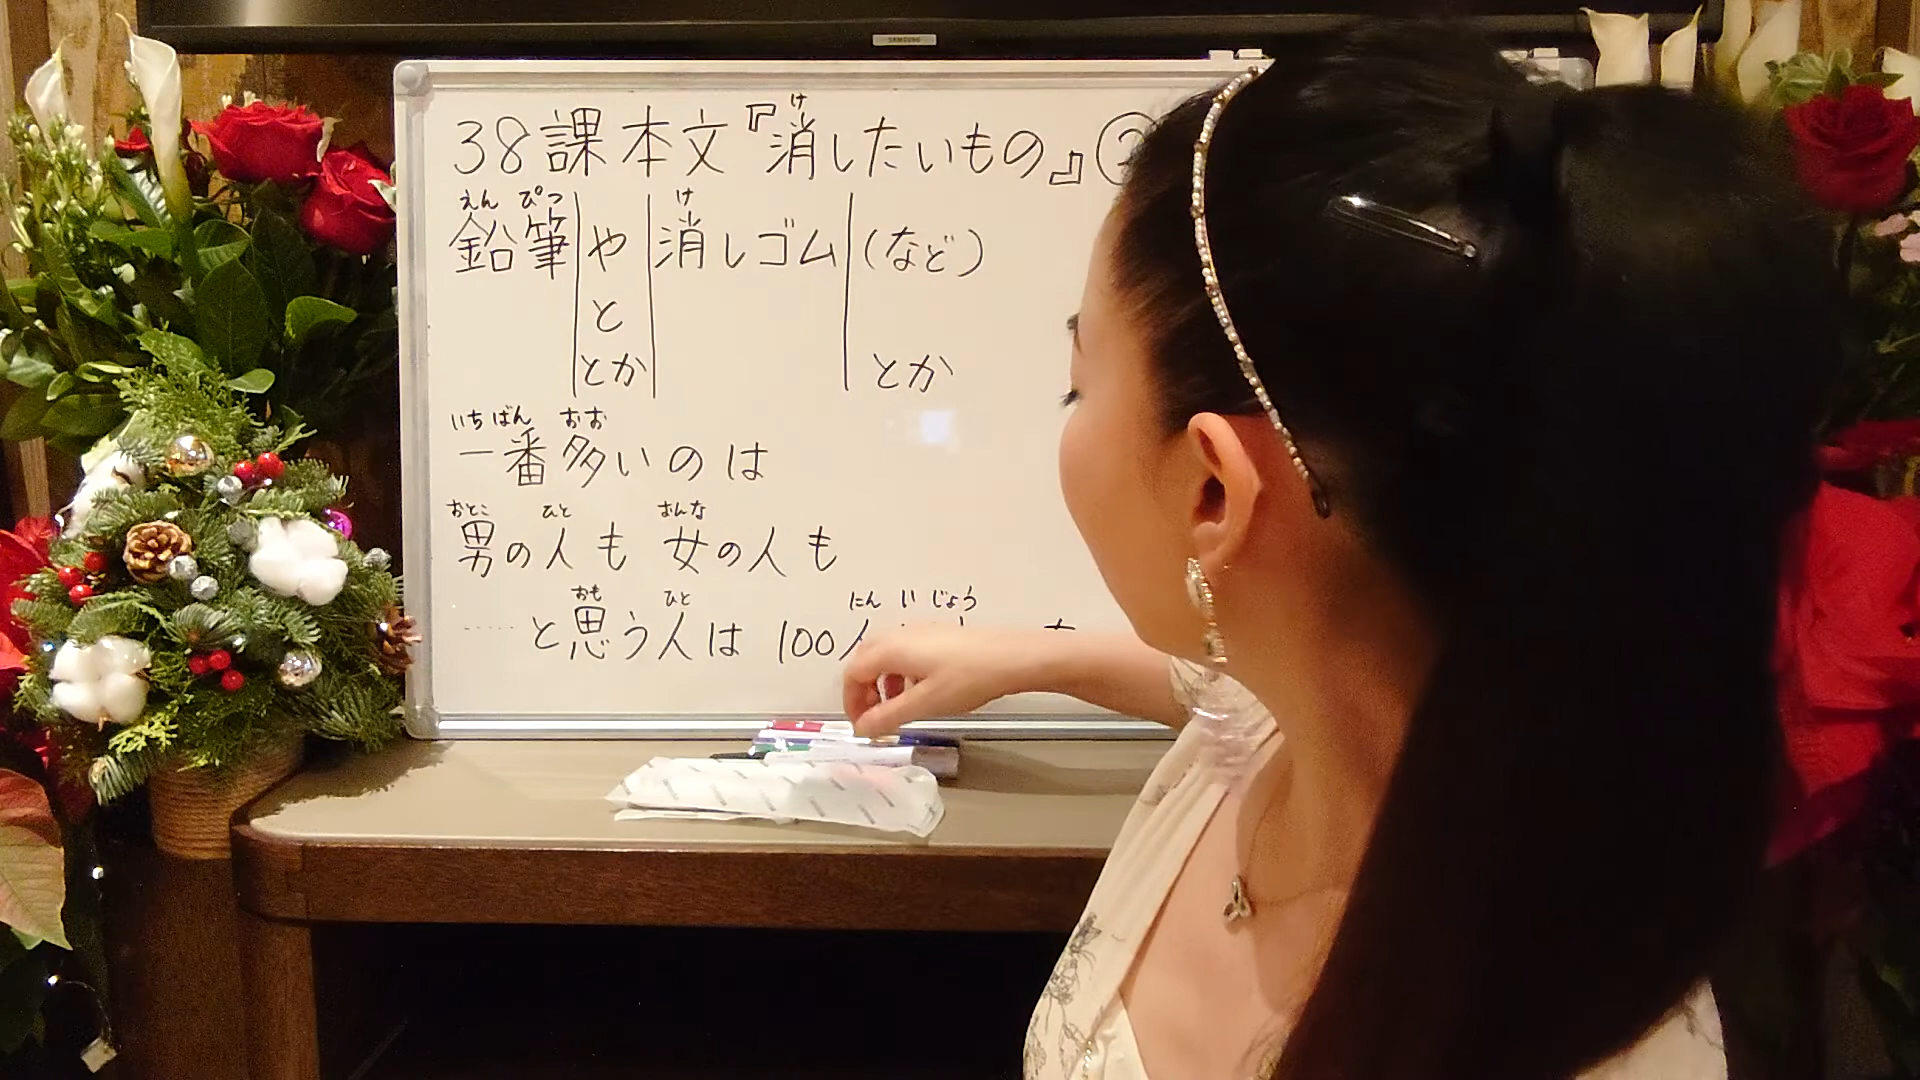 SAMSUNG
け
38課本文『消したいもの』②
えん ぴつ け
鉛筆 や 消しゴム (など)
と
とか とか
いちばん おお
一番多いのは
おとこ ひと おんな
男の人も 女の人も
おも ひと にん い じょう
‥‥‥と思う人は 100人